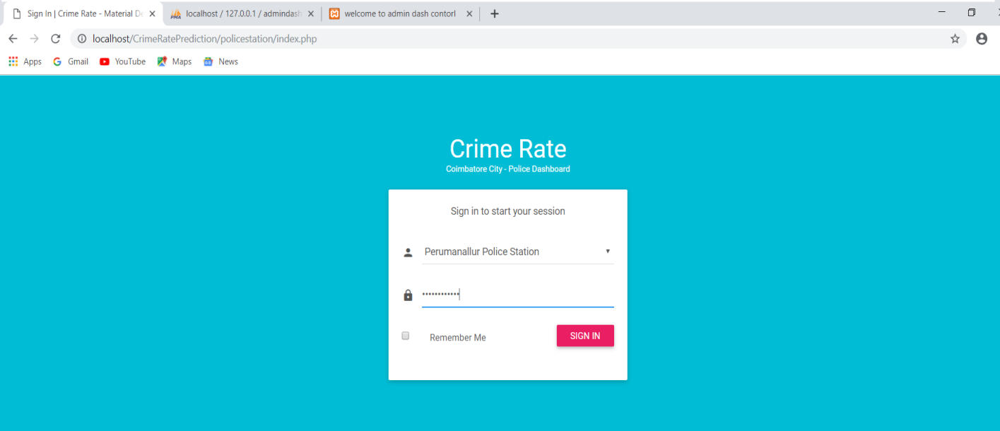 Sign In | Crime Rate - Material De
localhost / 127.0.0.1 / admindash
welcome to admin dash contorl
localhost/CrimeRatePrediction/policestation/index.php
Apps Gmail YouTube Maps News
Crime Rate
Coimbatore City - Police Dashboard
Sign in to start your session
Perumanallur Police Station
Remember Me
SIGN IN